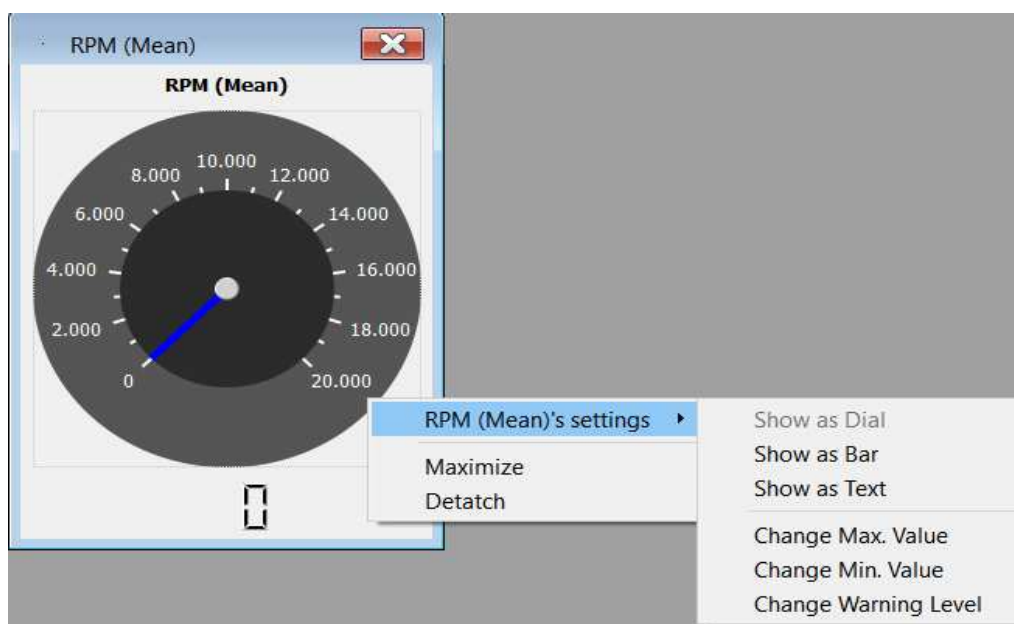 RPM (Mean)
RPM (Mean)
10.000
8.000
12.000
6.000
14.000
4.000
16.000
2.000
18.000
0
20.000
0
RPM (Mean)'s settings
Maximize
Detatch
Show as Dial
Show as Bar
Show as Text
Change Max. Value
Change Min. Value
Change Warning Level